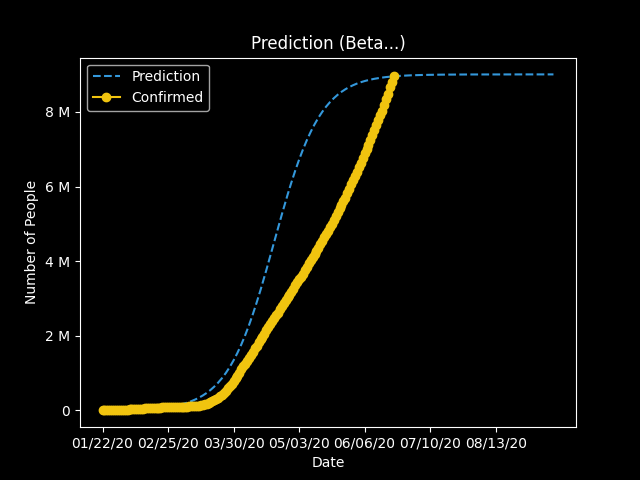 Prediction (Beta...)
Prediction
Confirmed
Number of People
8 M
6 M
4 M
2 M
0
01/22/20 02/25/20 03/30/20 05/03/20 06/06/20 07/10/20 08/13/20
Date